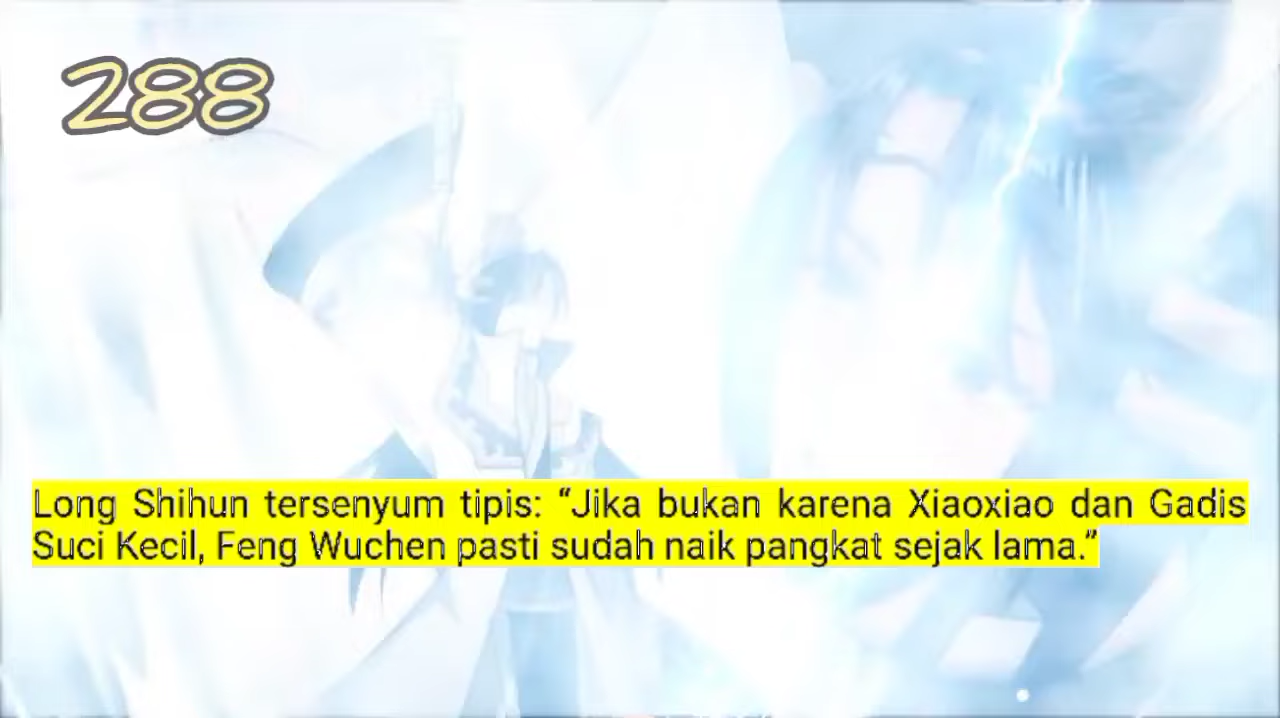 288
Long Shihun tersenyum tipis: “Jika bukan karena Xiaoxiao dan Gadis
Suci Kecil, Feng Wuchen pasti sudah naik pangkat sejak lama.”